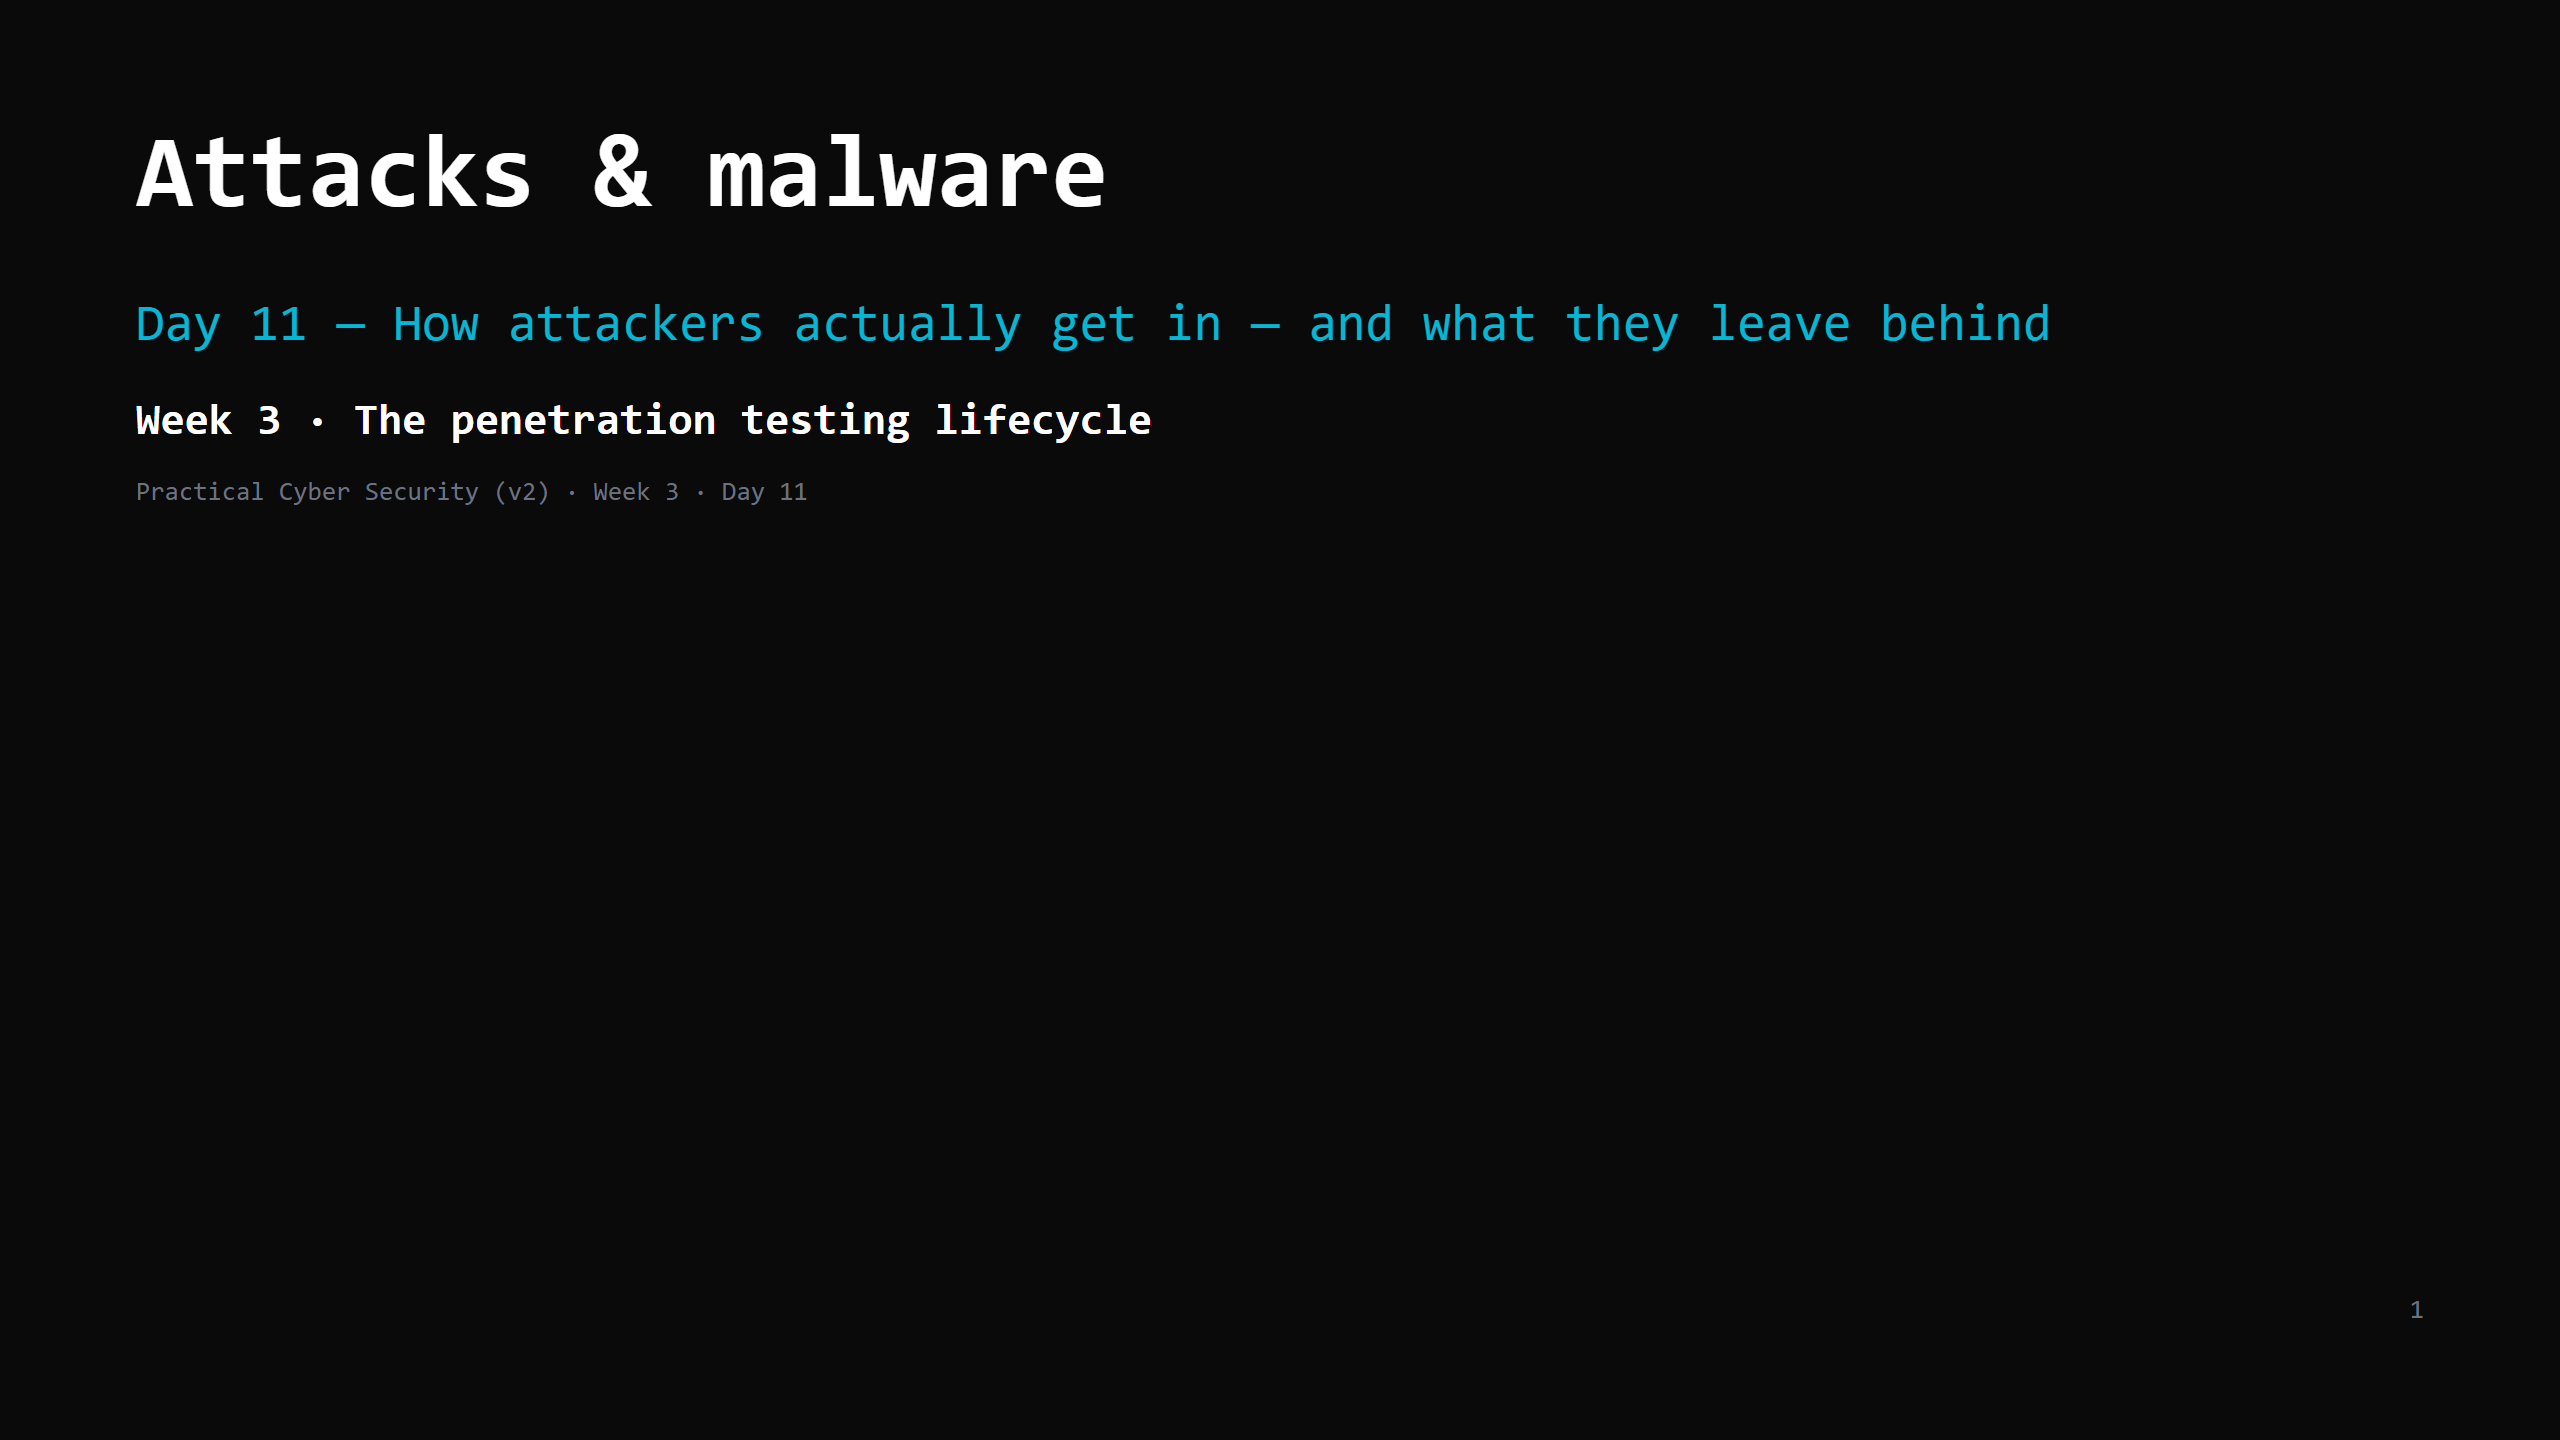 Attacks & malware
Day 11 — How attackers actually get in — and what they leave behind
Week 3 · The penetration testing lifecycle
Practical Cyber Security (v2) · Week 3 · Day 11
1